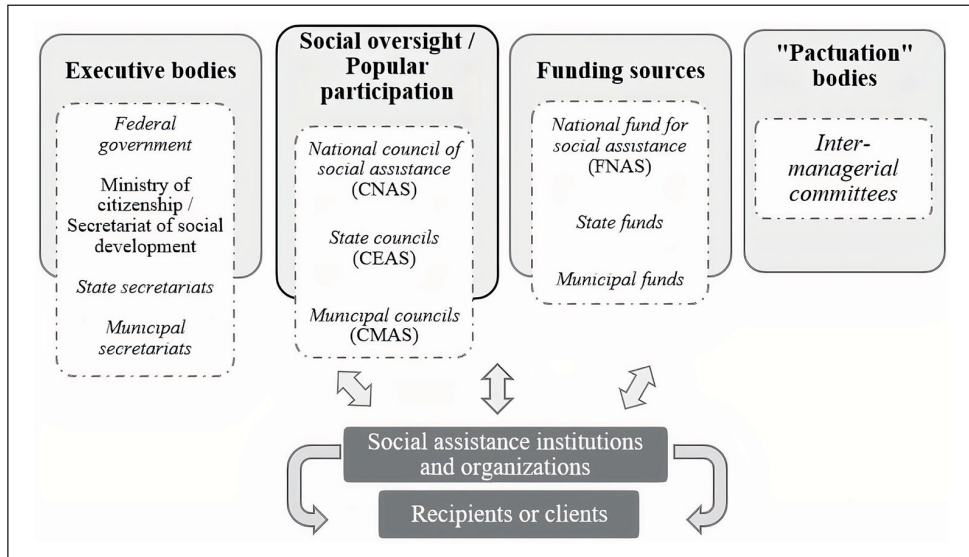 Executive bodies
Federal
government
Ministry of
citizenship /
Secretariat of social
development
State secretariats
Municipal
secretariats
Social oversight /
Popular
participation
National council of
social assistance
(CNAS)
State councils
(CEAS)
Municipal councils
(CMAS)
Funding sources
National fund for
social assistance
(FNAS)
State funds
Municipal funds
"Pactuation"
bodies
Inter-
managerial
committees
Social assistance institutions
and organizations
Recipients or clients